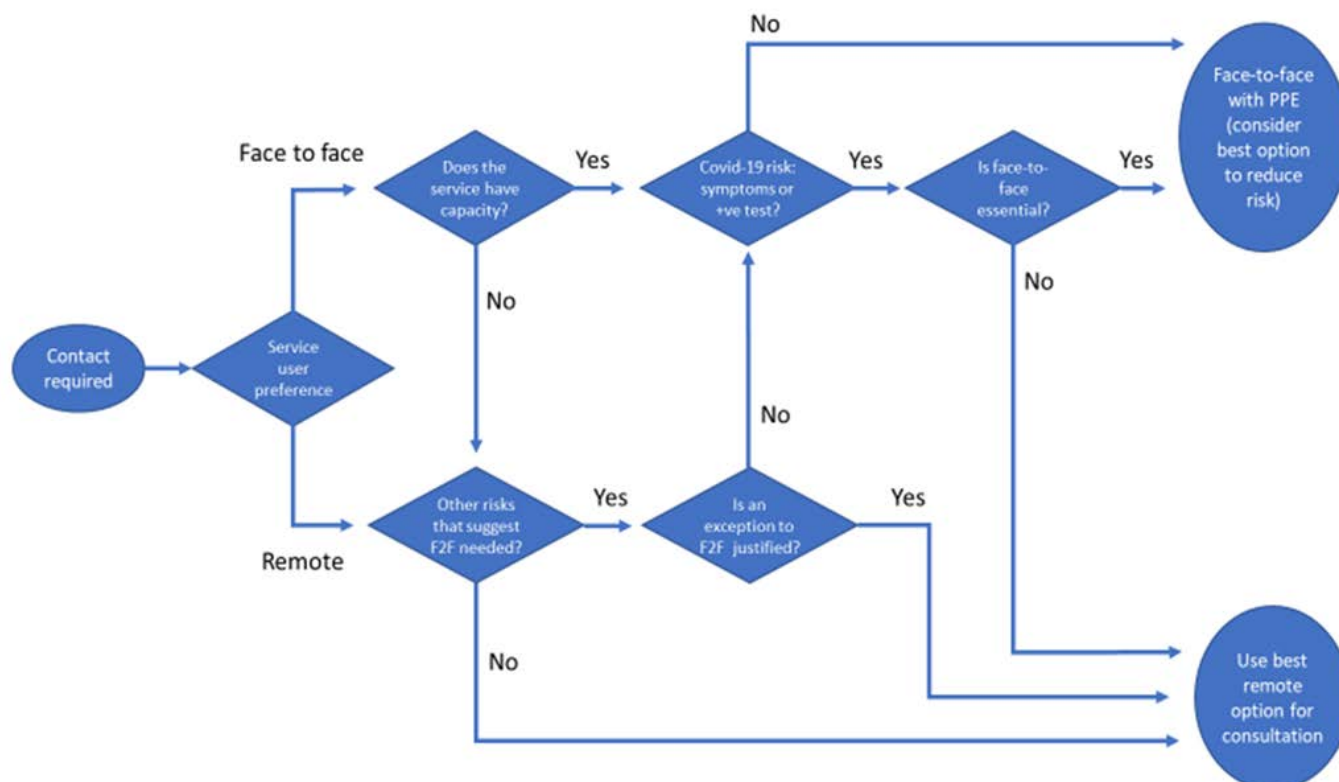 No
Face-to-face
with PPE
(consider
best option
to reduce
risk)
Face to face
Does the
service have
capacity?
Yes
Covid-19 risk:
symptoms or
+ve test?
Yes
Is face-to-
face
essential?
Yes
No
No
Contact
required
Service
user
preference
No
Other risks
that suggest
F2F needed?
Yes
Is an
exception to
F2F justified?
Yes
Remote
No
Use best
remote
option for
consultation